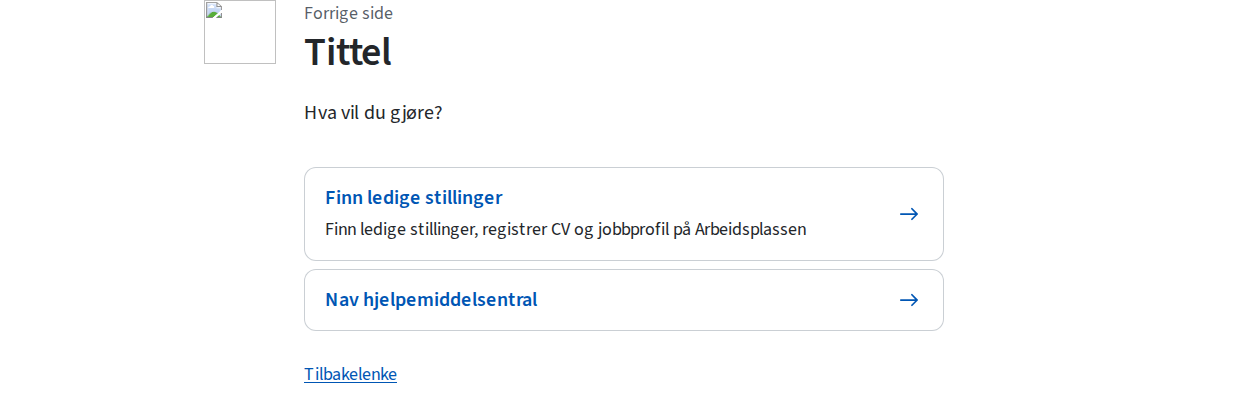 Forrige side
Tittel
Hva vil du gjøre?
Finn ledige stillinger
Finn ledige stillinger, registrer CV og jobbprofil på Arbeidsplassen
Nav hjelpemiddelsentral
Tilbakelenke